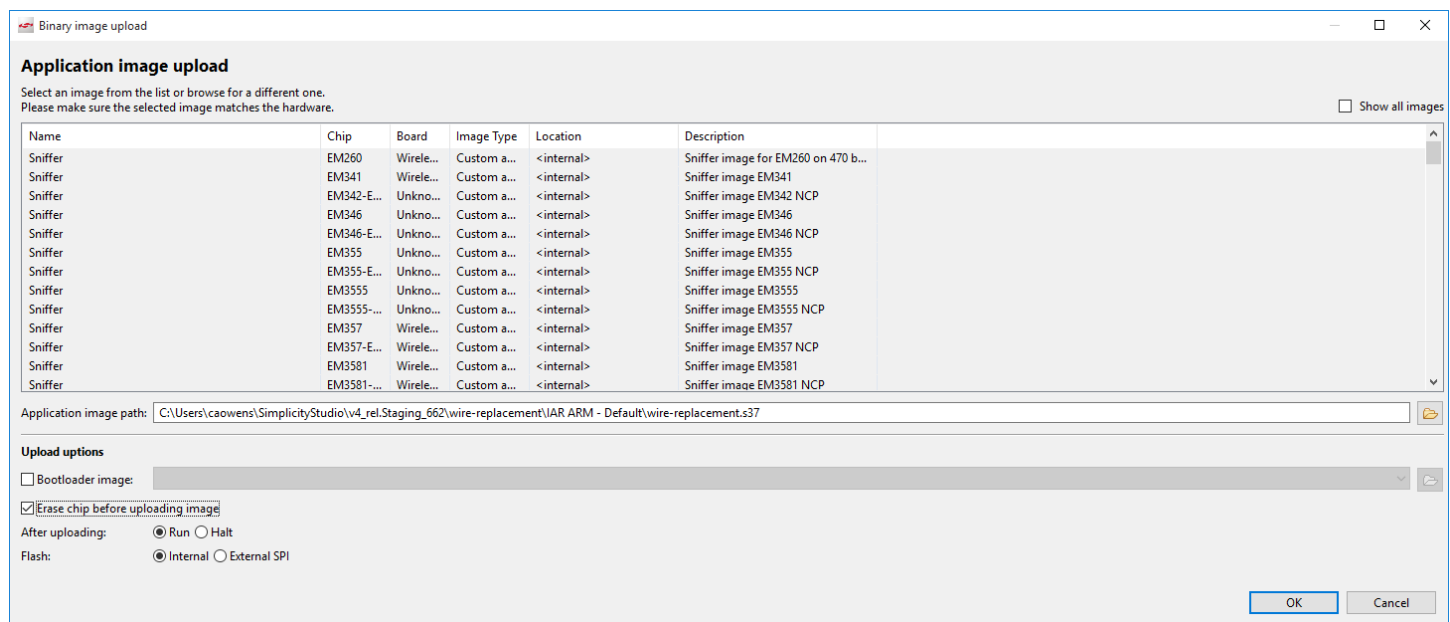 Binary image upload
Application image upload
Select an image from the list or browse for a different one.
Please make sure the selected image matches the hardware.
Show all images
Name Chip Board Image Type Location Description
Sniffer EM260 Wirele... Custom a... <internal> Sniffer image for EM260 on 470 b...
Sniffer EM341 Wirele... Custom a... <internal> Sniffer image EM341
Sniffer EM342-E... Unkno... Custom a... <internal> Sniffer image EM342 NCP
Sniffer EM346 Unkno... Custom a... <internal> Sniffer image EM346
Sniffer EM346-E... Unkno... Custom a... <internal> Sniffer image EM346 NCP
Sniffer EM355 Unkno... Custom a... <internal> Sniffer image EM355
Sniffer EM355-E... Unkno... Custom a... <internal> Sniffer image EM355 NCP
Sniffer EM3555 Unkno... Custom a... <internal> Sniffer image EM3555
Sniffer EM3555-... Unkno... Custom a... <internal> Sniffer image EM3555 NCP
Sniffer EM357 Wirele... Custom a... <internal> Sniffer image EM357
Sniffer EM357-E... Wirele... Custom a... <internal> Sniffer image EM357 NCP
Sniffer EM3581 Wirele... Custom a... <internal> Sniffer image EM3581
Sniffer EM3581-... Wirele... Custom a... <internal> Sniffer image EM3581 NCP
Application image path: C:\Users\caowens\SimplicityStudio\v4_rel.Staging_662\wire-replacement\IAR ARM - Default\wire-replacement.s37
Upload uptions
Bootloader image:
Erase chip before uploading image
After uploading: Run Halt
Flash: Internal External SPI
OK Cancel